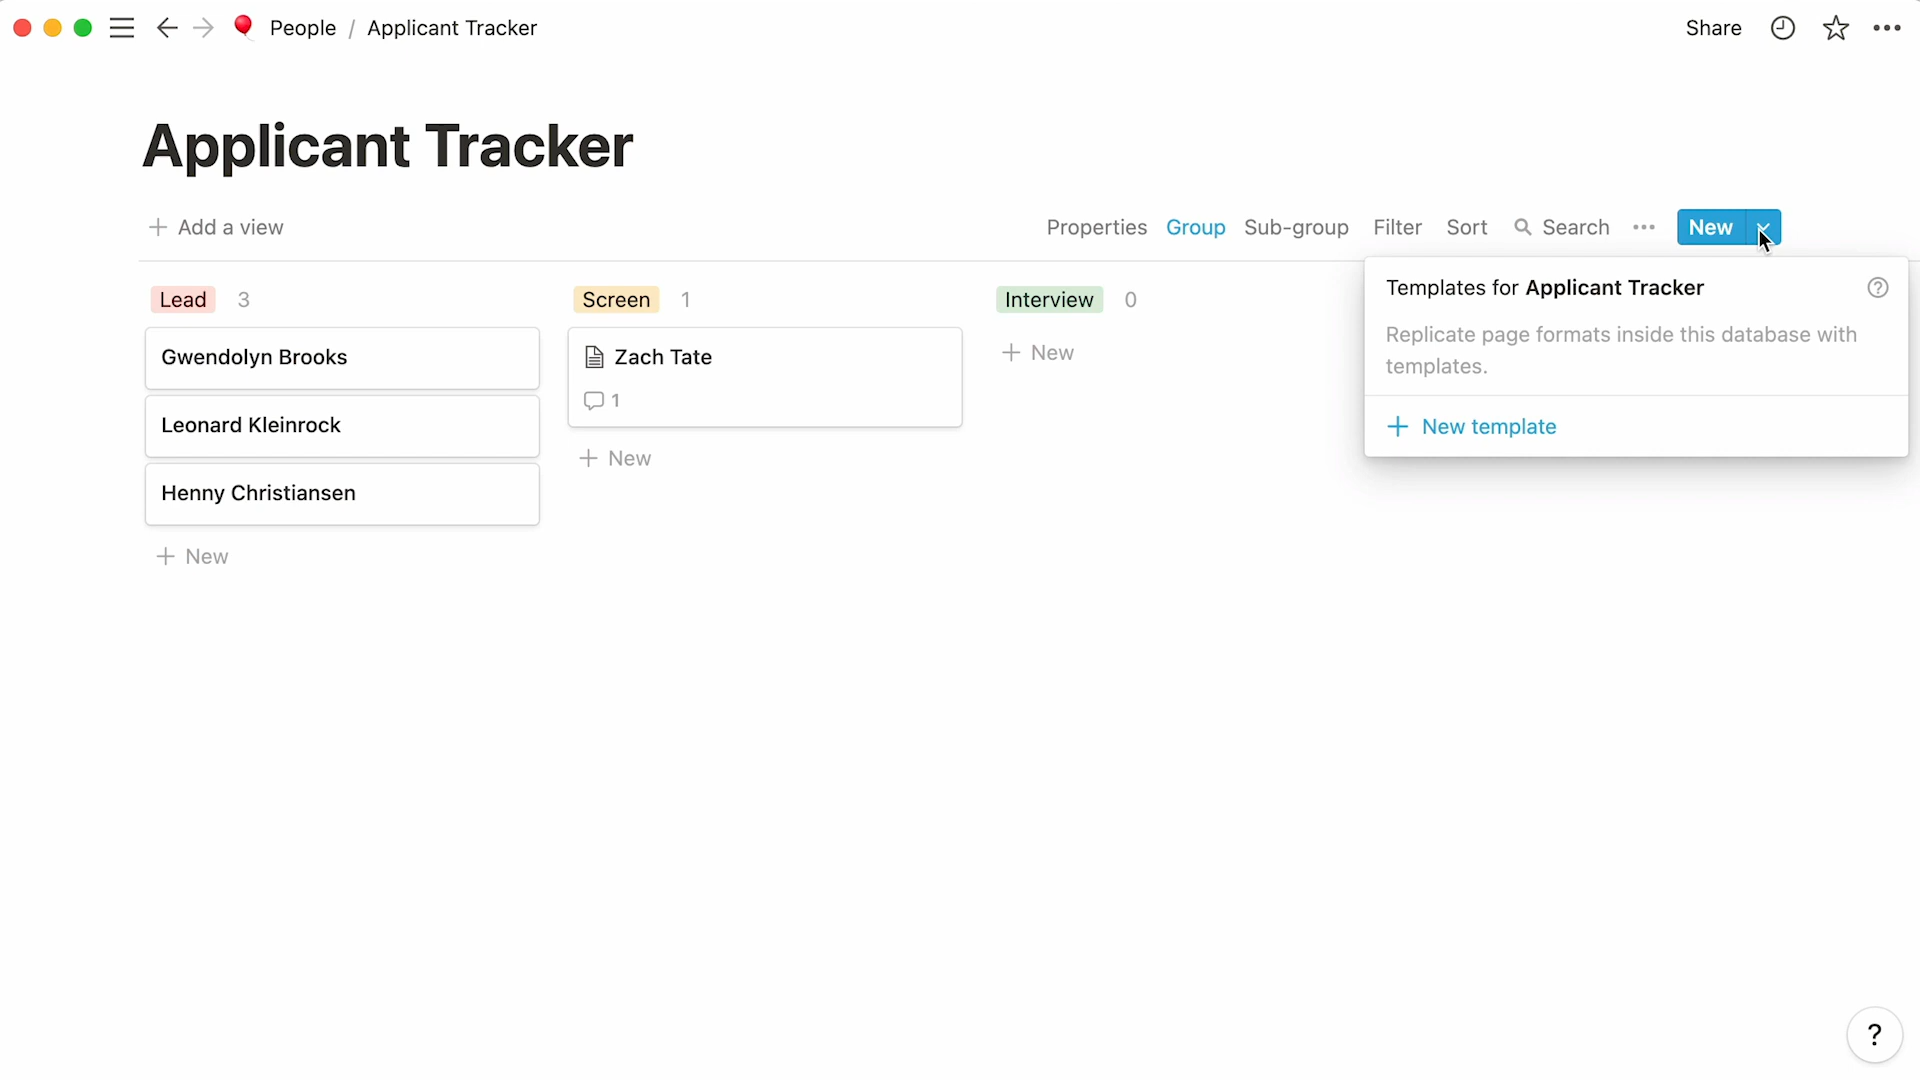 People / Applicant Tracker
Share
Applicant Tracker
Add a view
Properties Group Sub-group Filter Sort Search New
Lead 3
Gwendolyn Brooks
Leonard Kleinrock
Henny Christiansen
New
Screen 1
Zach Tate
1
New
Interview 0
New
Templates for Applicant Tracker
Replicate page formats inside this database with
templates.
New template
?